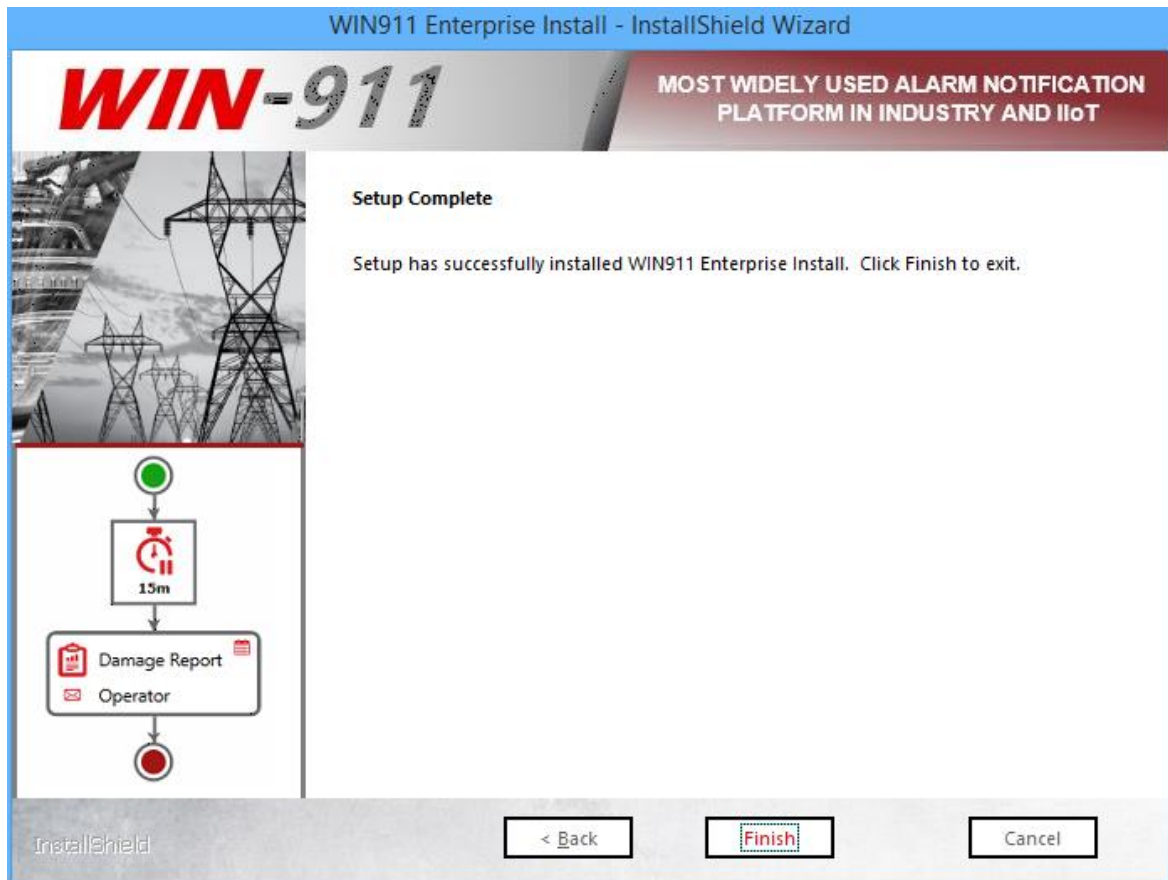 WIN911 Enterprise Install - InstallShield Wizard
WIN-911
MOST WIDELY USED ALARM NOTIFICATION
PLATFORM IN INDUSTRY AND IIoT
Setup Complete
Setup has successfully installed WIN911 Enterprise Install.  Click Finish to exit.
15m
Damage Report
Operator
InstallShield
< Back
Finish
Cancel